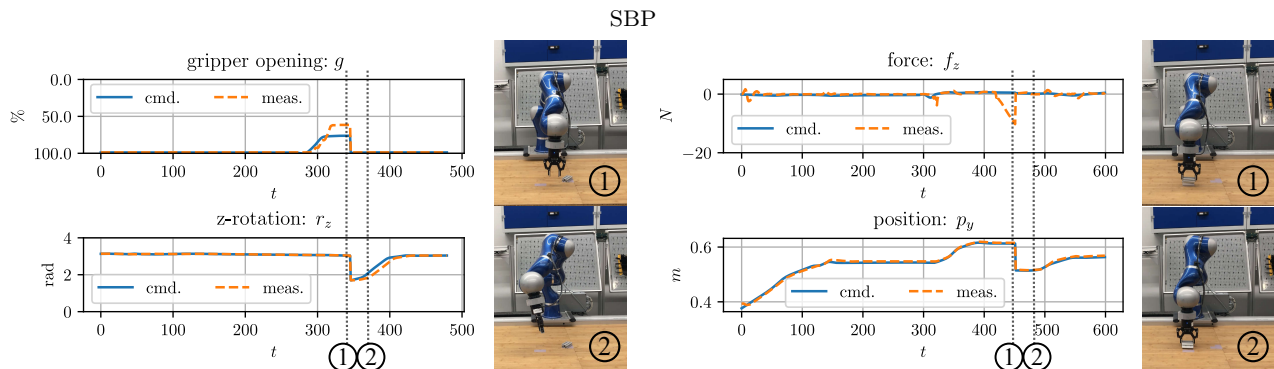 SBP
gripper opening: g
0.0
50.0
100.0
%
cmd.
meas.
0
100
200
300
400
500
t
1
z-rotation: r_z
4
2
0
rad
cmd.
meas.
0
100
200
300
400
500
t
1
2
2
force: f_z
0
−20
N
cmd.
meas.
0
100
200
300
400
500
600
t
1
position: p_y
0.6
0.4
m
cmd.
meas.
0
100
200
300
400
500
600
t
1
2
2